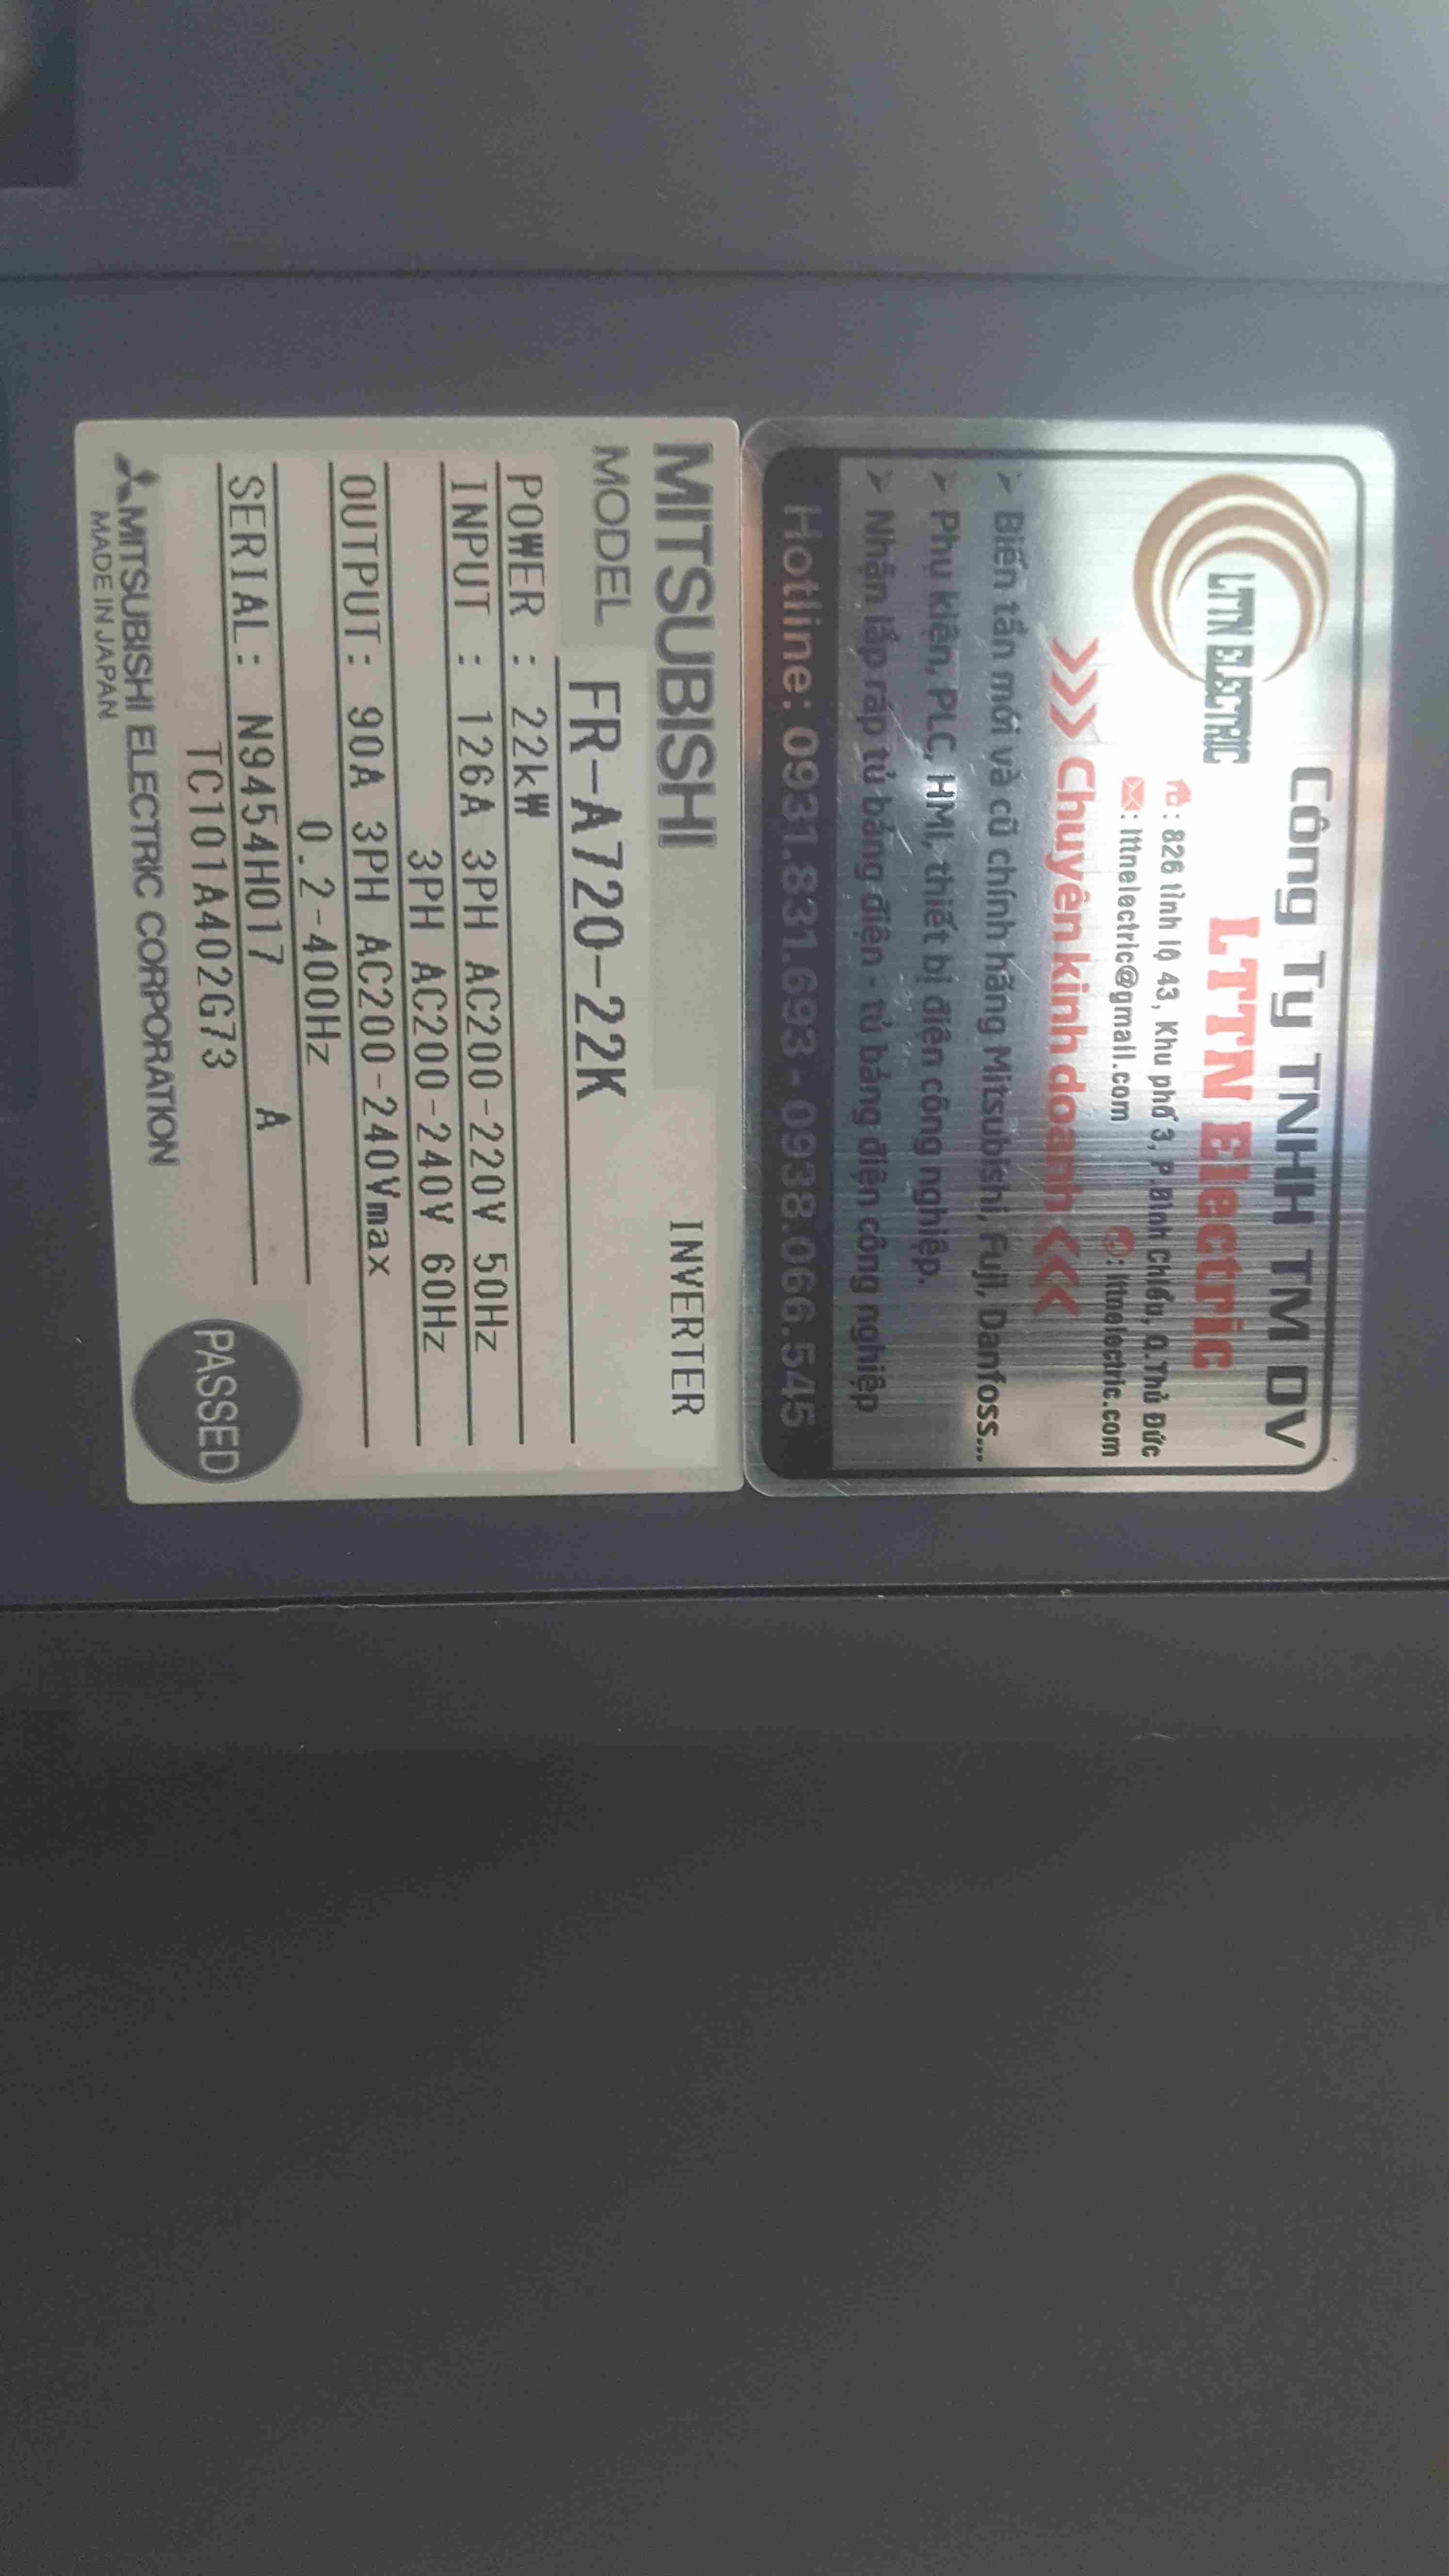 Công Ty TNHH TM DV
LTTN Electric
LTTN ELECTRIC
: 826 tỉnh lộ 43, Khu phố 3, P.Bình Chiểu, Q.Thủ Đức
: lttnelectric@gmail.com : lttnelectric.com
>>> Chuyên kinh doanh <<<
➢ Biến tần mới và cũ chính hãng Mitsubishi, Fuji, Danfoss...
➢ Phụ kiện, PLC, HMI, thiết bị điện công nghiệp.
➢ Nhận lắp ráp tủ bảng điện - tủ bảng điện công nghiệp
Hotline: 0931.831.693 - 0938.066.545
MITSUBISHI INVERTER
MODEL FR-A720-22K
POWER : 22kW
INPUT : 126A 3PH AC200-220V 50Hz
3PH AC200-240V 60Hz
OUTPUT: 90A 3PH AC200-240Vmax
0.2-400Hz
SERIAL: N9454H017 A
TC101A402G73
PASSED
MITSUBISHI ELECTRIC CORPORATION
MADE IN JAPAN